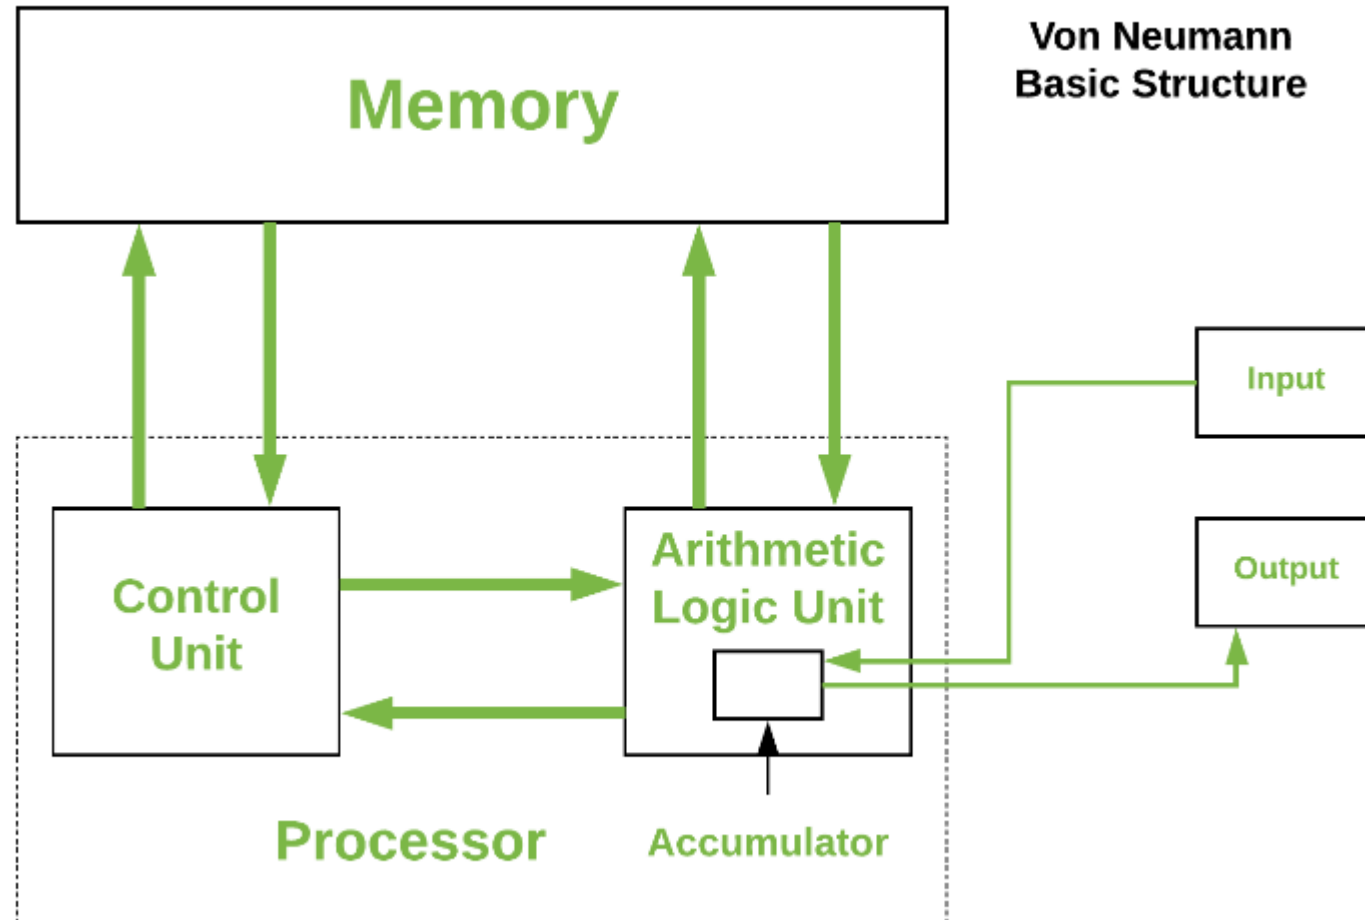 Von Neumann
Basic Structure
Memory
Input
Output
Control
Unit
Arithmetic
Logic Unit
Processor
Accumulator